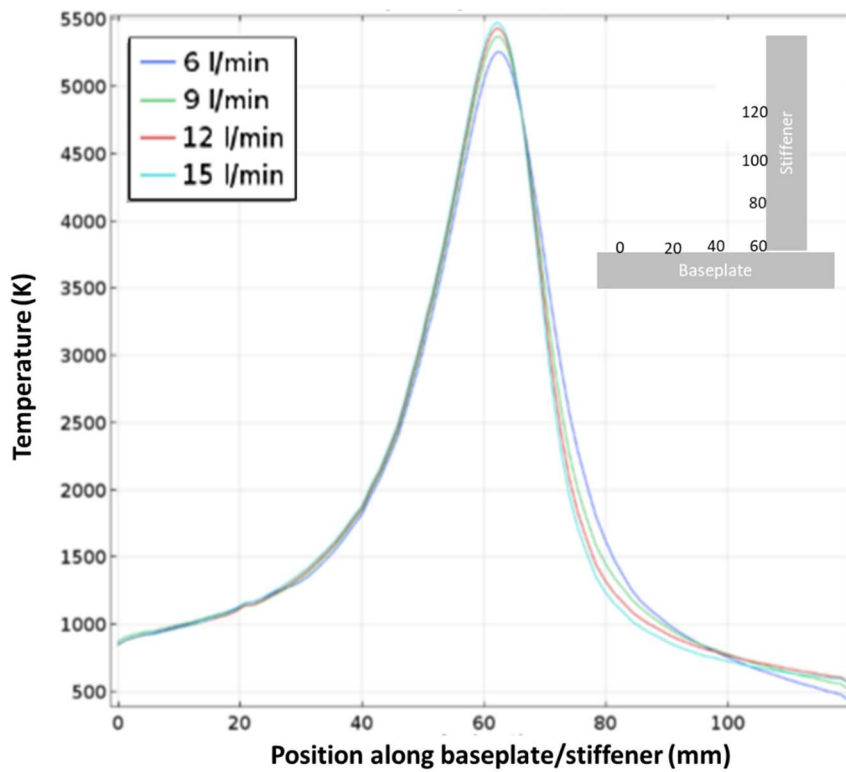 5500
5000
4500
4000
3500
3000
2500
2000
1500
1000
500
Temperature (K)
6 l/min
9 l/min
12 l/min
15 l/min
120
100
80
60
40
20
0
Stiffener
Baseplate
0 20 40 60 80 100
Position along baseplate/stiffener (mm)